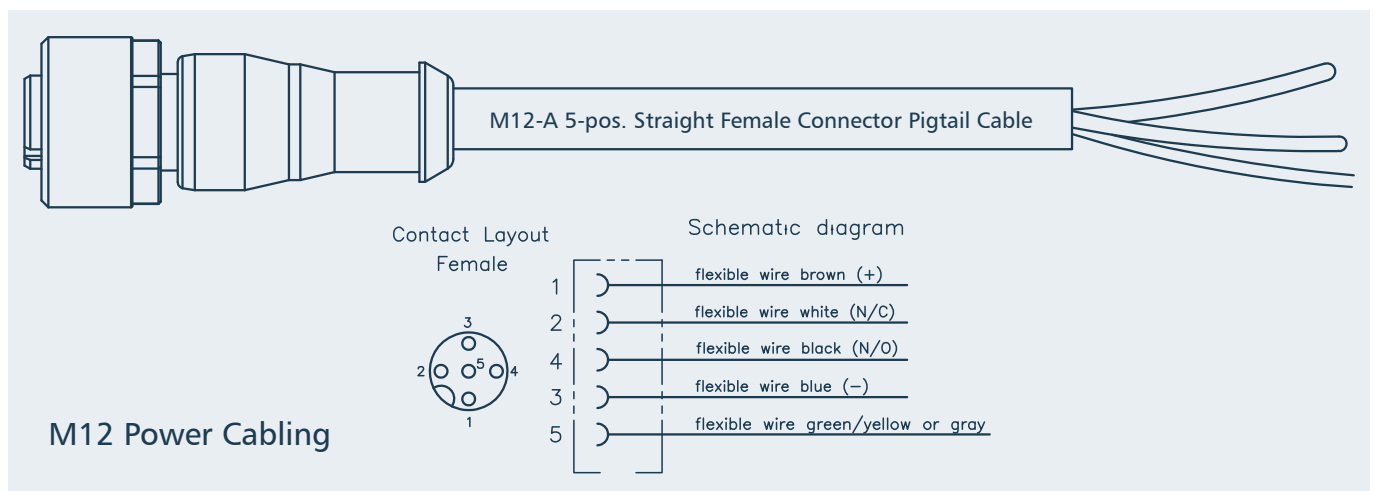 M12-A 5-pos. Straight Female Connector Pigtail Cable
Contact Layout
Female
3
2
5
4
1
Schematic diagram
1 flexible wire brown (+)
2 flexible wire white (N/C)
4 flexible wire black (N/O)
3 flexible wire blue (−)
5 flexible wire green/yellow or gray
M12 Power Cabling